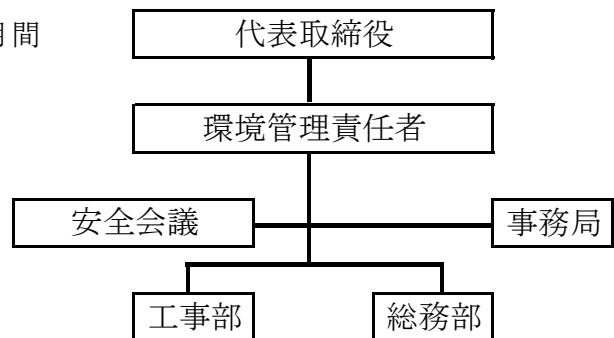 間
代表取締役
環境管理責任者
安全会議
事務局
工事部
総務部